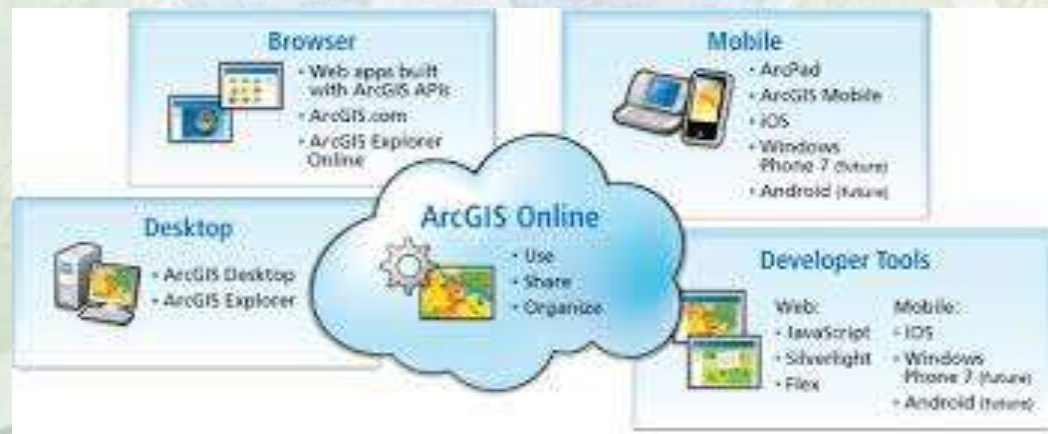 Browser
• Web apps built
with ArcGIS APIs
• ArcGIS.com
• ArcGIS Explorer
Online
Mobile
• ArcPad
• ArcGIS Mobile
• iOS
• Windows
Phone 7 (future)
• Android (future)
Desktop
• ArcGIS Desktop
• ArcGIS Explorer
ArcGIS Online
• Use
• Share
• Organize
Developer Tools
Web:
• JavaScript
• Silverlight
• Flex
Mobile:
• iOS
• Windows
Phone 7 (future)
• Android (future)